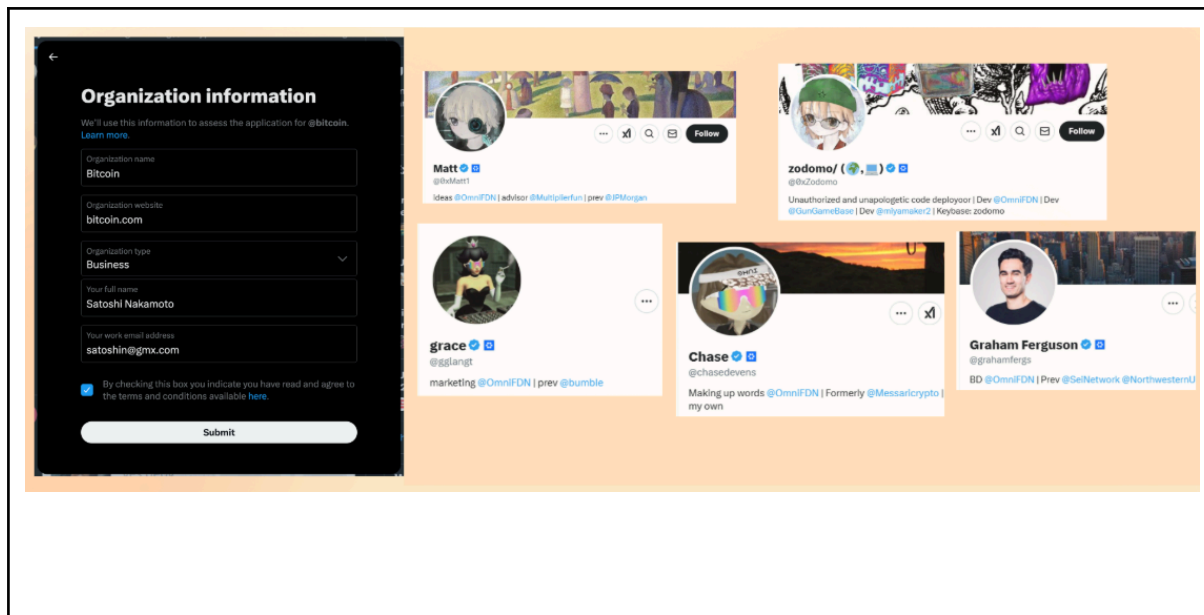 Organization information
We'll use this information to assess the application for @bitcoin.
Learn more.
Organization name
Bitcoin
Organization website
bitcoin.com
Organization type
Business
Your full name
Satoshi Nakamoto
Your work email address
satoshin@gmx.com
By checking this box you indicate you have read and agree to
the terms and conditions available here.
Submit
Follow
Matt
@0xMatt1
Ideas @OmniFDN | advisor @Multiplierfun | prev @JPMorgan
Follow
zodomo/ (🌍,💻)
@0xZodomo
Unauthorized and unapologetic code deployoor | Dev @OmniFDN | Dev
@GunGameBase | Dev @miyamaker2 | Keybase: zodomo
grace
@gglangt
marketing @OmniFDN | prev @bumble
Chase
@chasedevens
Making up words @OmniFDN | Formerly @Messaricrypto |
my own
Graham Ferguson
@grahamfergs
BD @OmniFDN | Prev @SeiNetwork @NorthwesternU